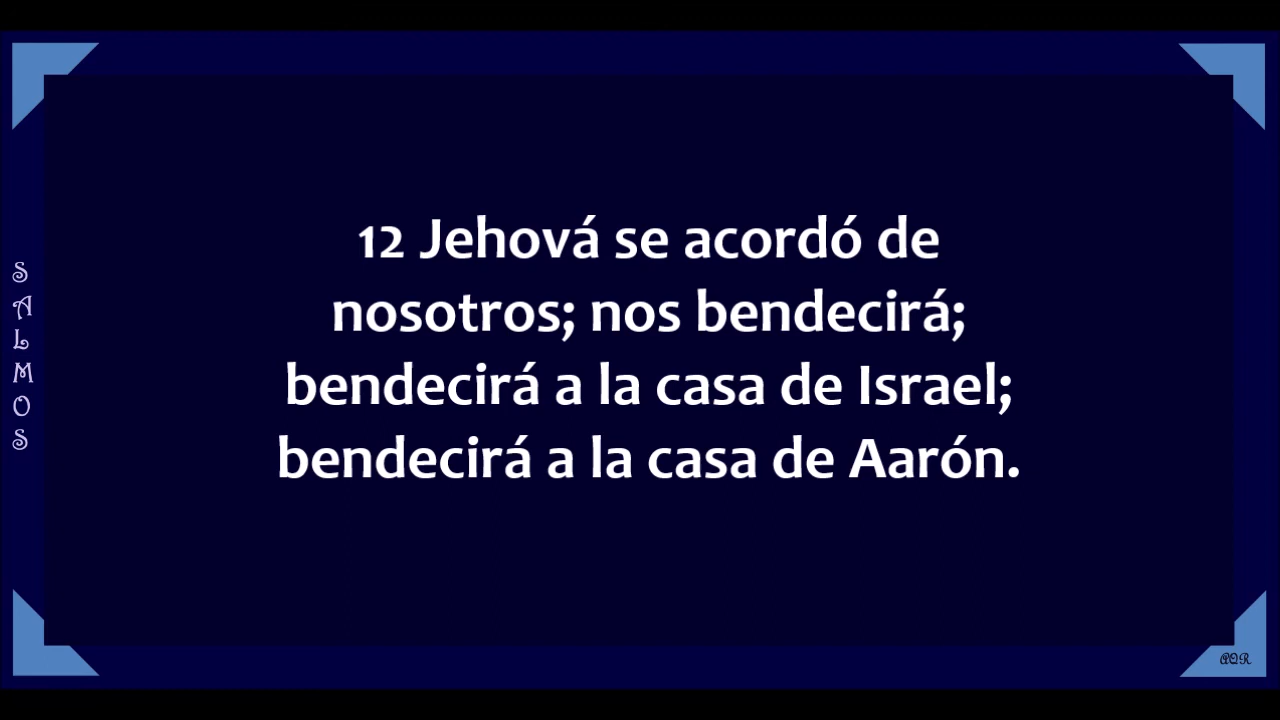 SALMOS
12 Jehová se acordó de
nosotros; nos bendecirá;
bendecirá a la casa de Israel;
bendecirá a la casa de Aarón.